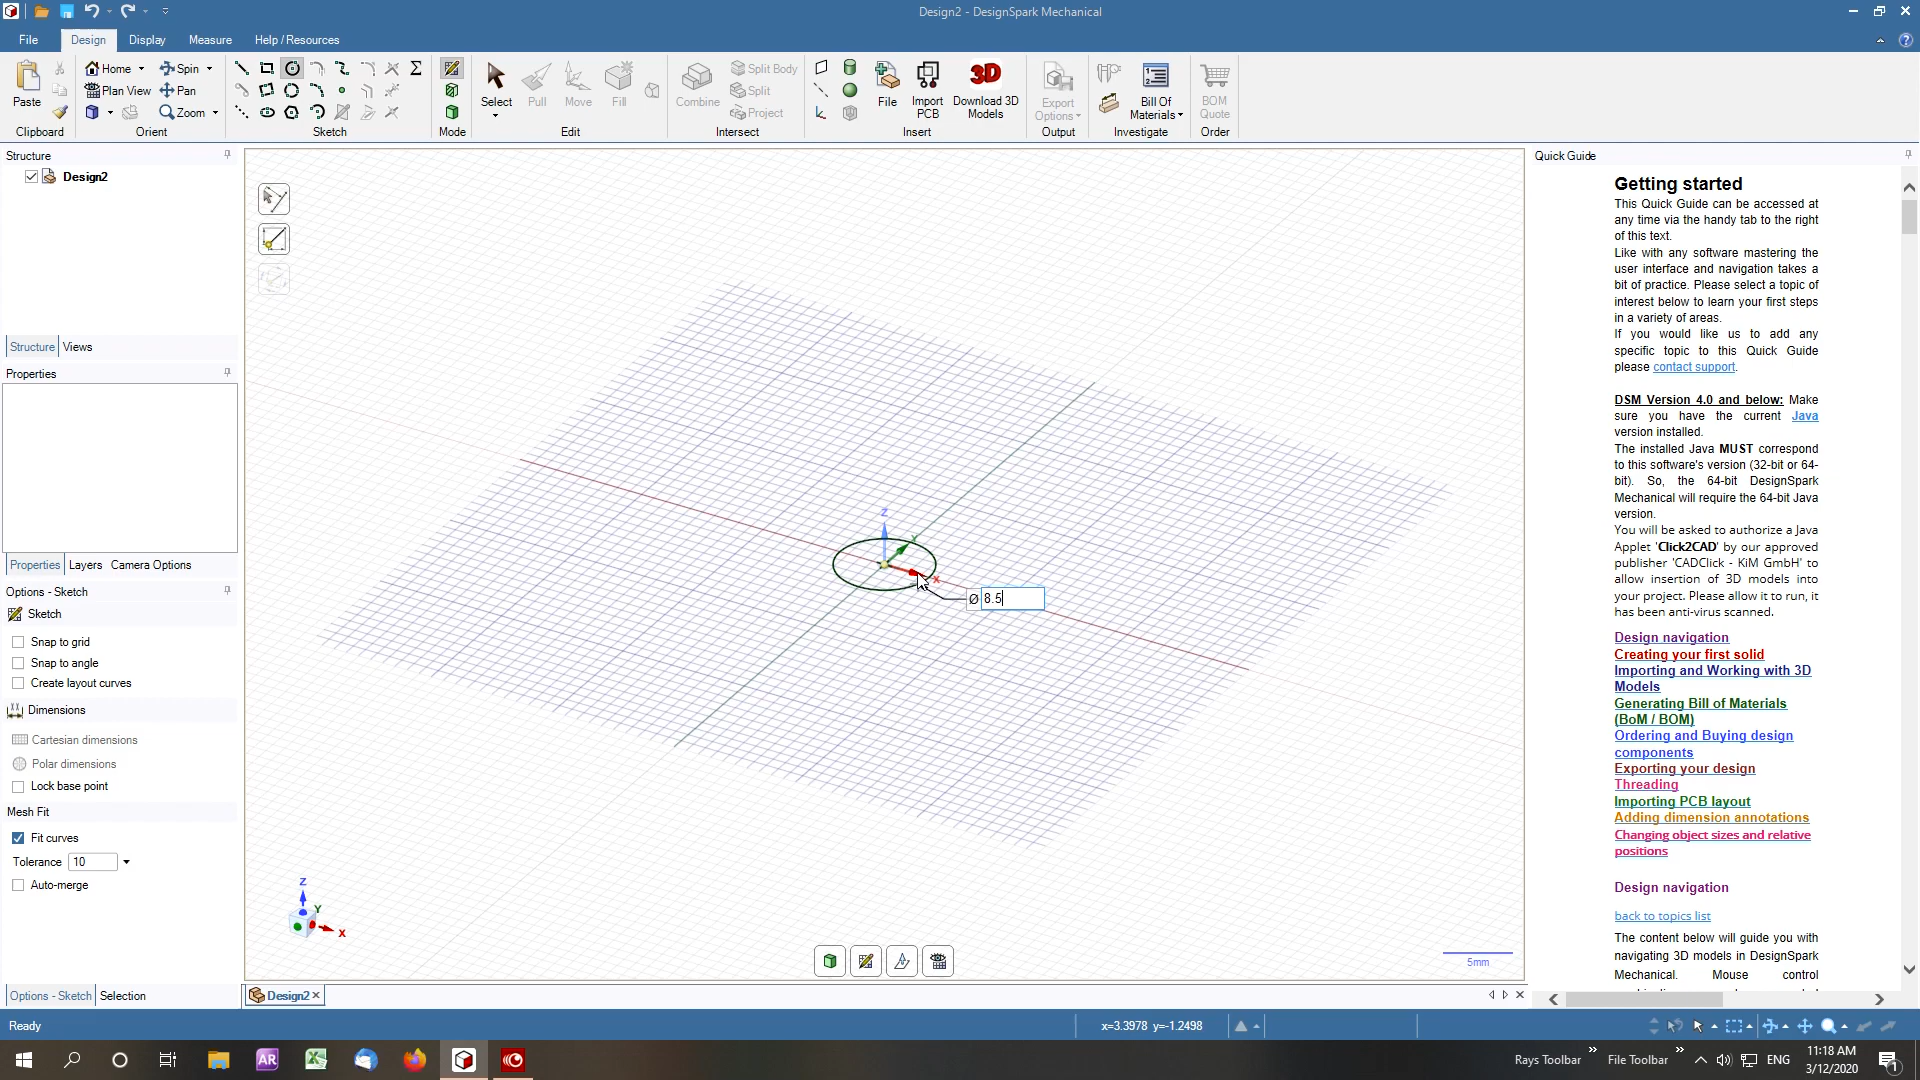 Design2 - DesignSpark Mechanical
File
Design
Display
Measure
Help / Resources
Paste
Home
Plan View
Spin
Pan
Zoom
Select
Pull
Move
Fill
Combine
Split Body
Split
Project
File
Import
PCB
3D
Download 3D
Models
Export
Options
Bill Of
Materials
BOM
Quote
Clipboard
Orient
Sketch
Mode
Edit
Intersect
Insert
Output
Investigate
Order
Structure
Design2
Structure
Views
Properties
Properties
Layers
Camera Options
Options - Sketch
Sketch
Snap to grid
Snap to angle
Create layout curves
Dimensions
Cartesian dimensions
Polar dimensions
Lock base point
Mesh Fit
Fit curves
Tolerance
10
Auto-merge
Options - Sketch
Selection
Z
Y
X
Ø 8.5
Z
Y
X
5mm
Design2
Quick Guide
Getting started
This Quick Guide can be accessed at
any time via the handy tab to the right
of this text.
Like with any software mastering the
user interface and navigation takes a
bit of practice. Please select a topic of
interest below to learn your first steps
in a variety of areas.
If you would like us to add any
specific topic to this Quick Guide
please contact support.
DSM Version 4.0 and below: Make
sure you have the current Java
version installed.
The installed Java MUST correspond
to this software's version (32-bit or 64-
bit). So, the 64-bit DesignSpark
Mechanical will require the 64-bit Java
version.
You will be asked to authorize a Java
Applet 'Click2CAD' by our approved
publisher 'CADClick - KiM GmbH' to
allow insertion of 3D models into
your project. Please allow it to run, it
has been anti-virus scanned.
Design navigation
Creating your first solid
Importing and Working with 3D
Models
Generating Bill of Materials
(BoM / BOM)
Ordering and Buying design
components
Exporting your design
Threading
Importing PCB layout
Adding dimension annotations
Changing object sizes and relative
positions
Design navigation
back to topics list
The content below will guide you with
navigating 3D models in DesignSpark
Mechanical. Mouse control
Ready
x=3.3978 y=-1.2498
AR
Rays Toolbar
File Toolbar
ENG
11:18 AM
3/12/2020
1